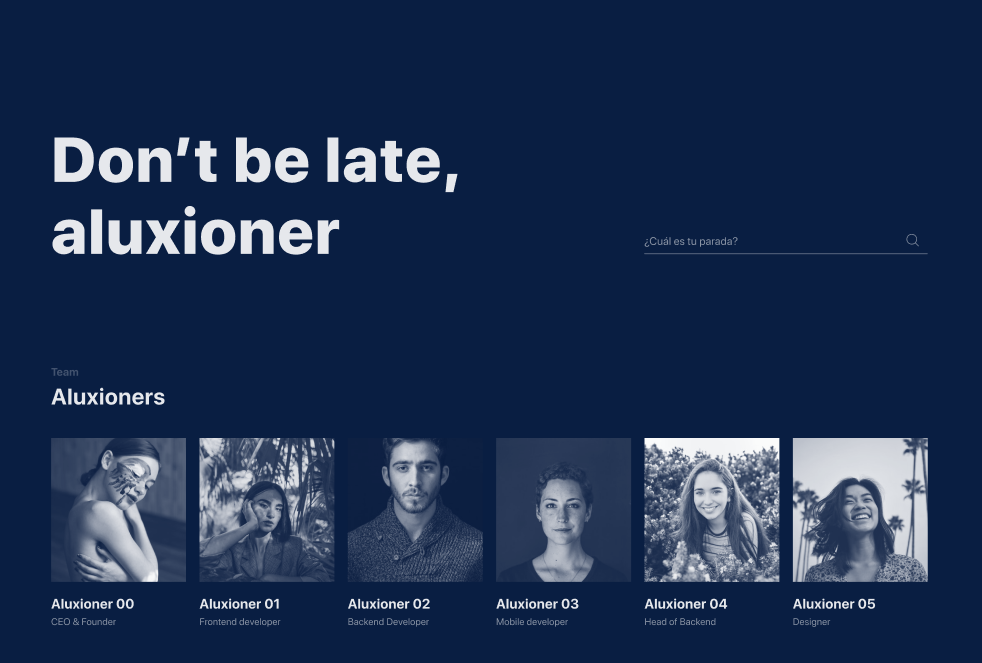 Don’t be late,
aluxioner
¿Cuál es tu parada?
Team
Aluxioners
Aluxioner 00
CEO & Founder
Aluxioner 01
Frontend developer
Aluxioner 02
Backend Developer
Aluxioner 03
Mobile developer
Aluxioner 04
Head of Backend
Aluxioner 05
Designer